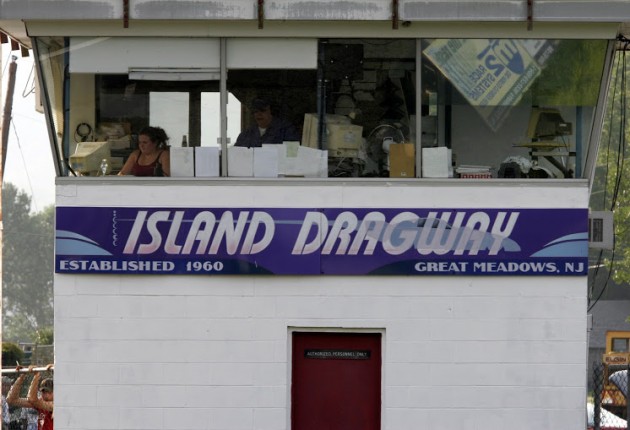 ISLAND DRAGWAY
ESTABLISHED 1960 GREAT MEADOWS, NJ
AUTHORIZED PERSONNEL ONLY